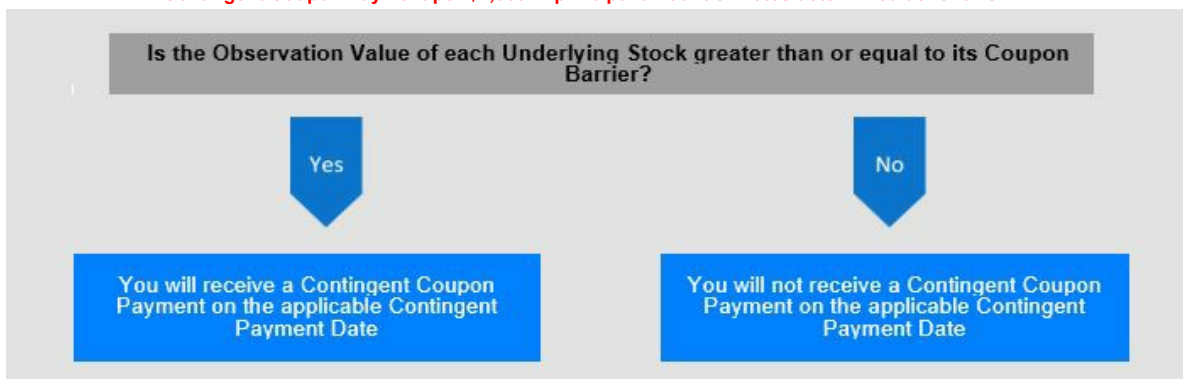 Is the Observation Value of each Underlying Stock greater than or equal to its Coupon
Barrier?
Yes
No
You will receive a Contingent Coupon
Payment on the applicable Contingent
Payment Date
You will not receive a Contingent Coupon
Payment on the applicable Contingent
Payment Date